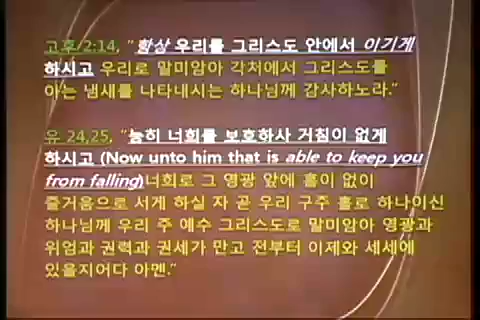 고후 2:14, “항상 우리를 그리스도 안에서 이기게
하시고 우리로 말미암아 각처에서 그리스도를
아는 냄새를 나타내시는 하나님께 감사하노라.”
유 24,25, “능히 너희를 보호하사 거침이 없게
하시고 (Now unto him that is able to keep you
from falling)너희로 그 영광 앞에 흠이 없이
즐거움으로 서게 하실 자 곧 우리 구주 홀로 하나이신
하나님께 우리 주 예수 그리스도로 말미암아 영광과
위엄과 권력과 권세가 만고 전부터 이제와 세세에
있을지어다 아멘.”